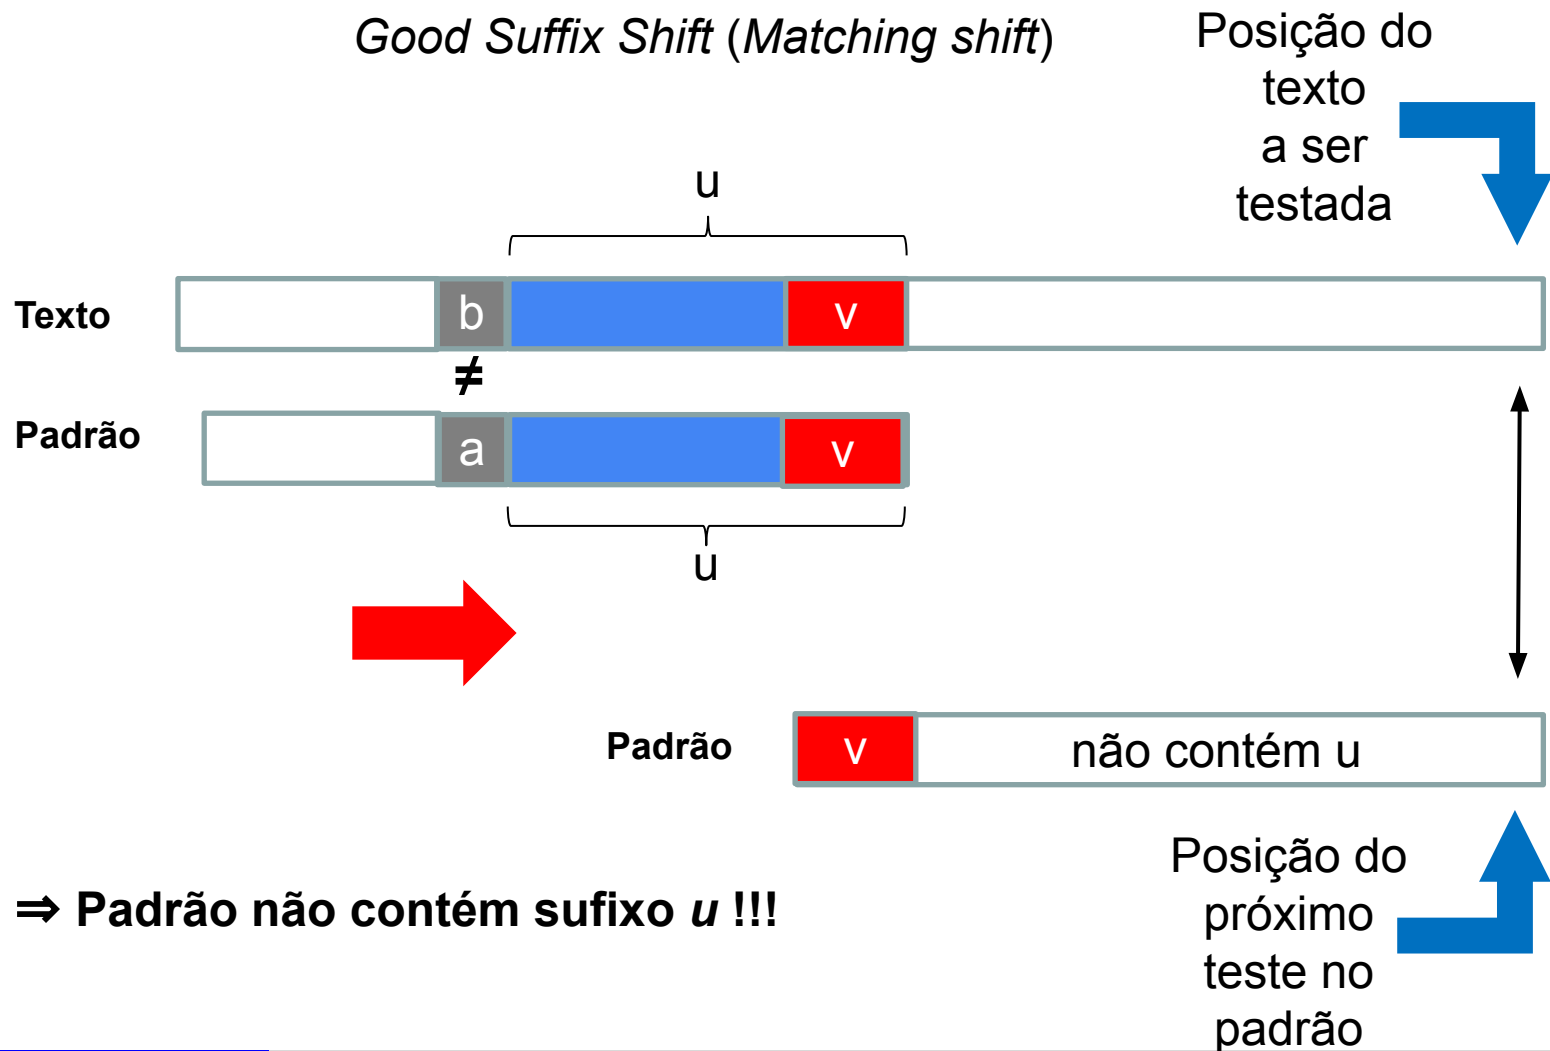 Good Suffix Shift (Matching shift)
Posição do
texto
a ser
testada
u
Texto
b
v
≠
Padrão
a
v
u
Padrão
v
não contém u
⇒ Padrão não contém sufixo u !!!
Posição do
próximo
teste no
padrão